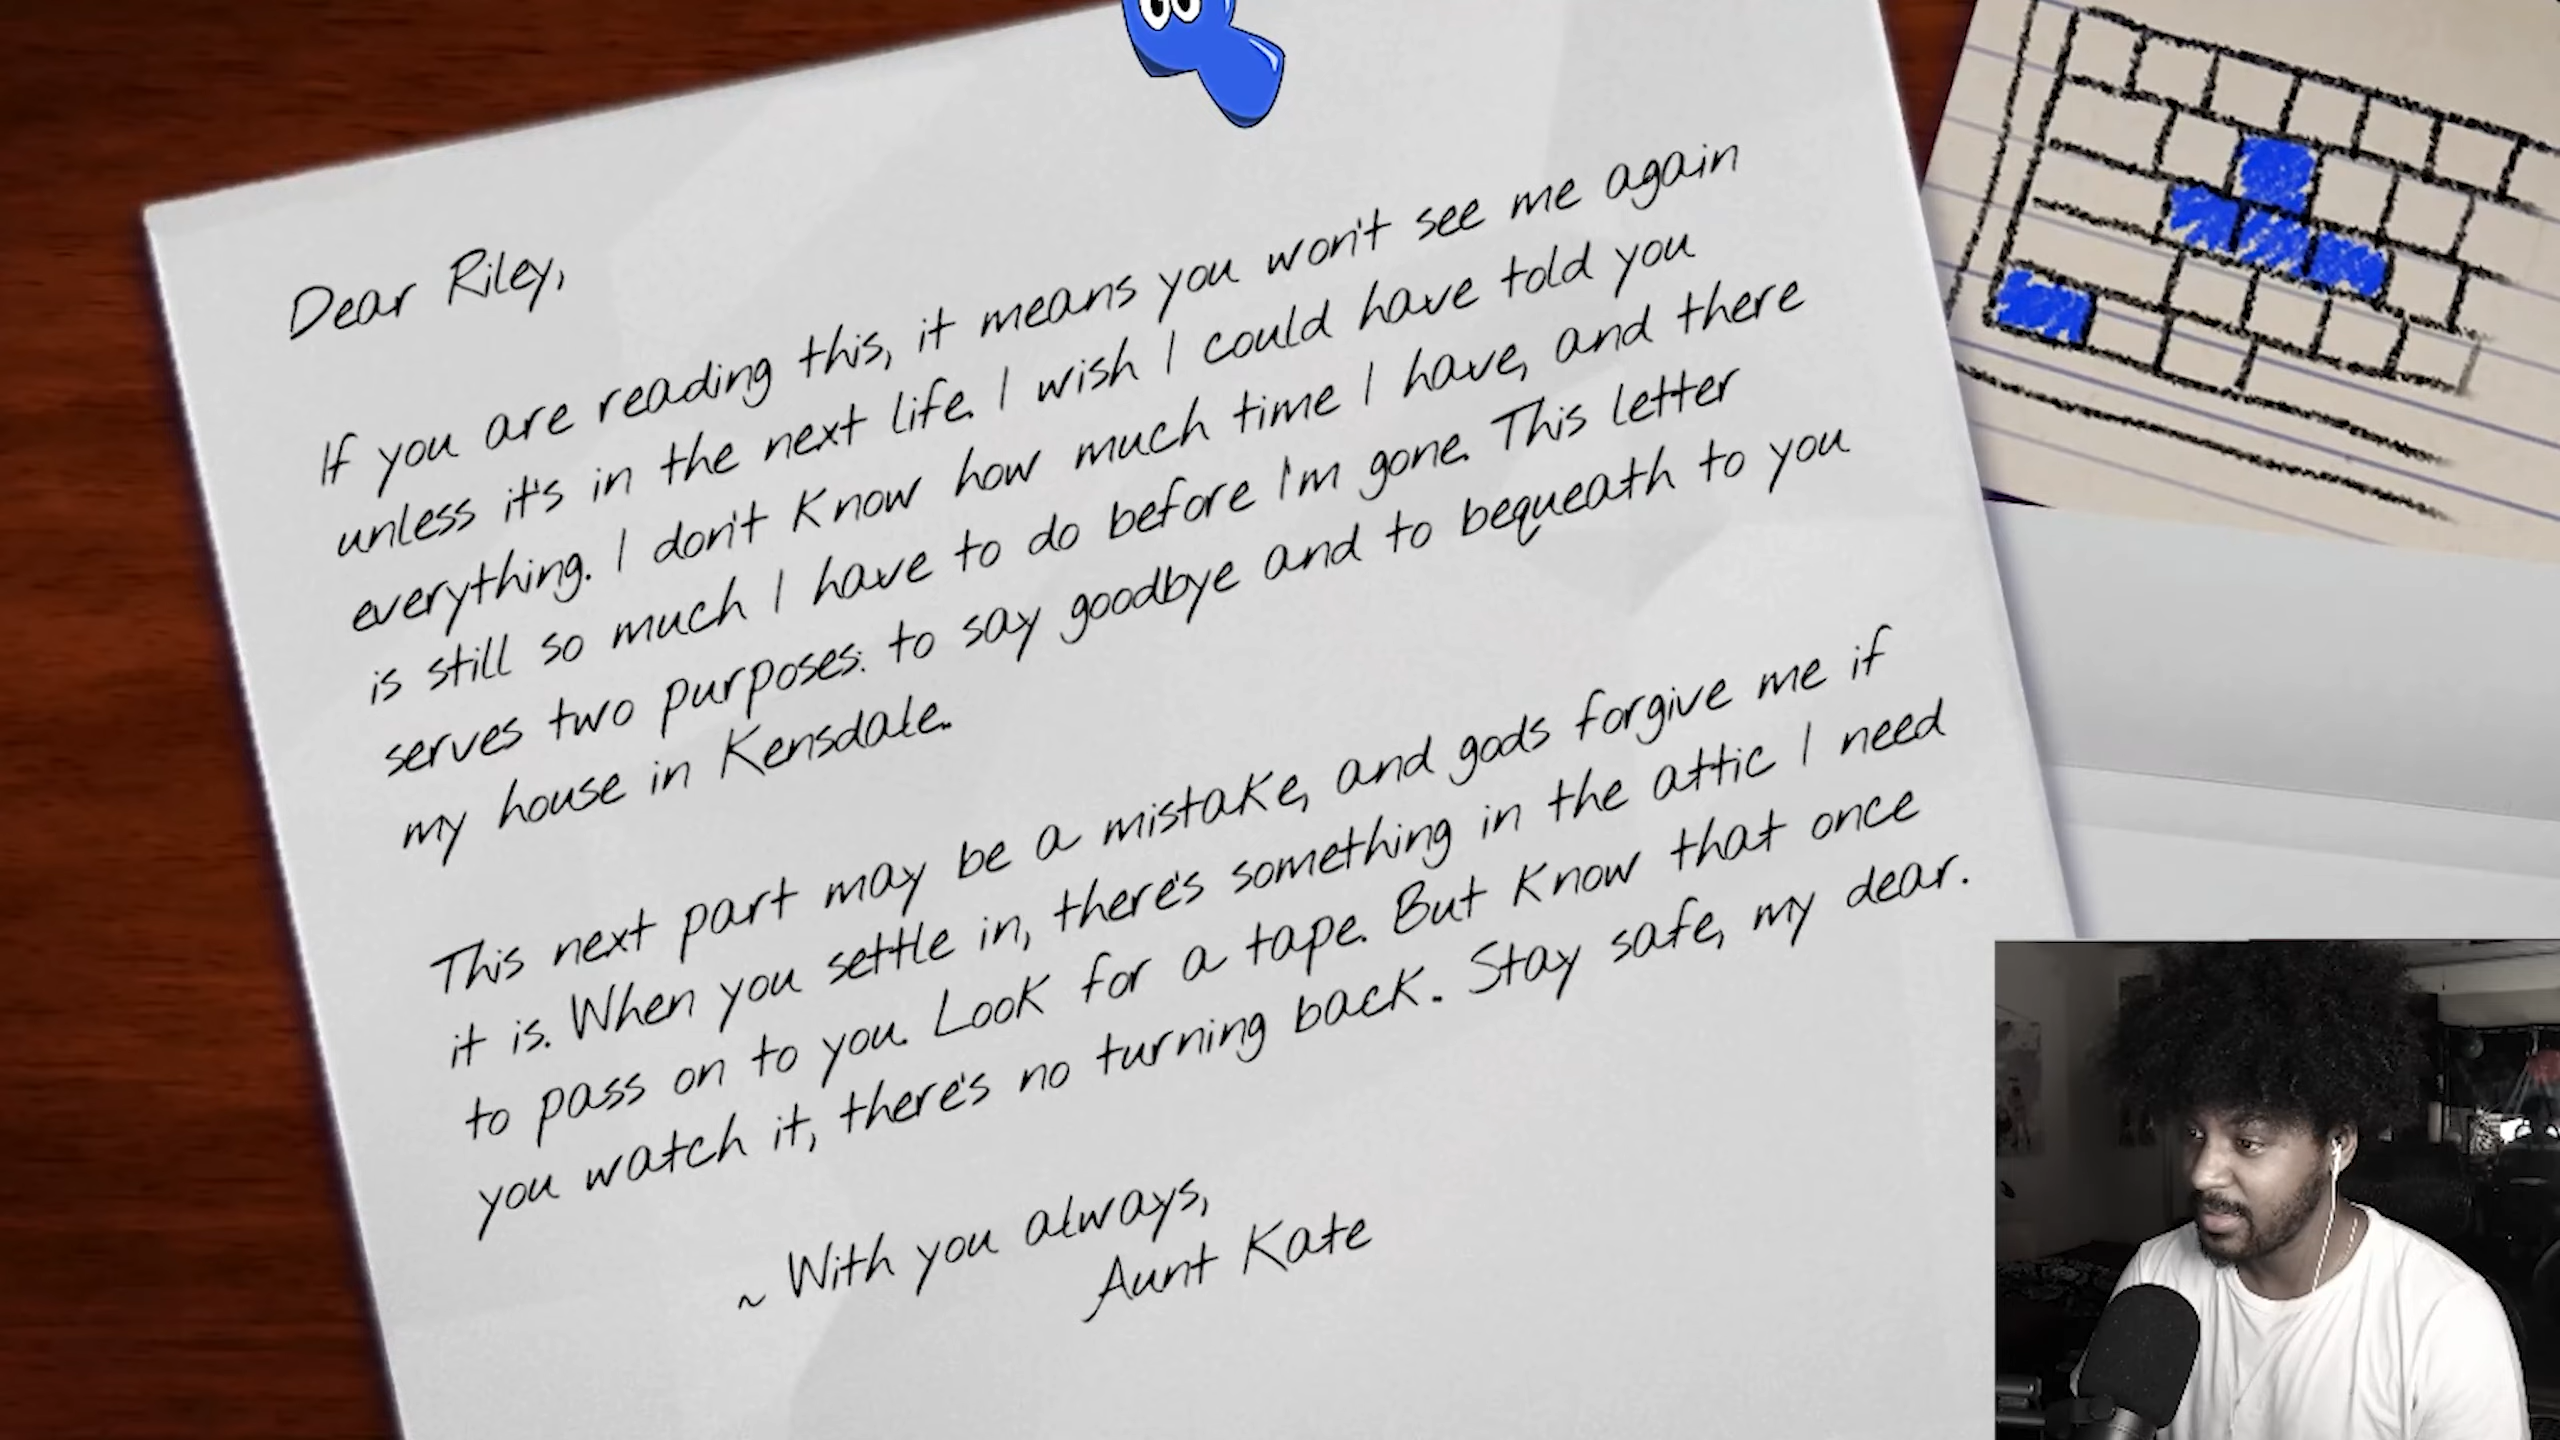 Dear Riley,
If you are reading this, it means you won't see me again
unless it's in the next life. I wish I could have told you
everything. I don't know how much time I have, and there
is still so much I have to do before I'm gone. This letter
serves two purposes: to say goodbye and to bequeath to you
my house in Kensdale.
This next part may be a mistake, and gods forgive me if
it is. When you settle in, there's something in the attic I need
to pass on to you. Look for a tape. But know that once
you watch it, there's no turning back. Stay safe, my dear.
~ With you always,
Aunt Kate